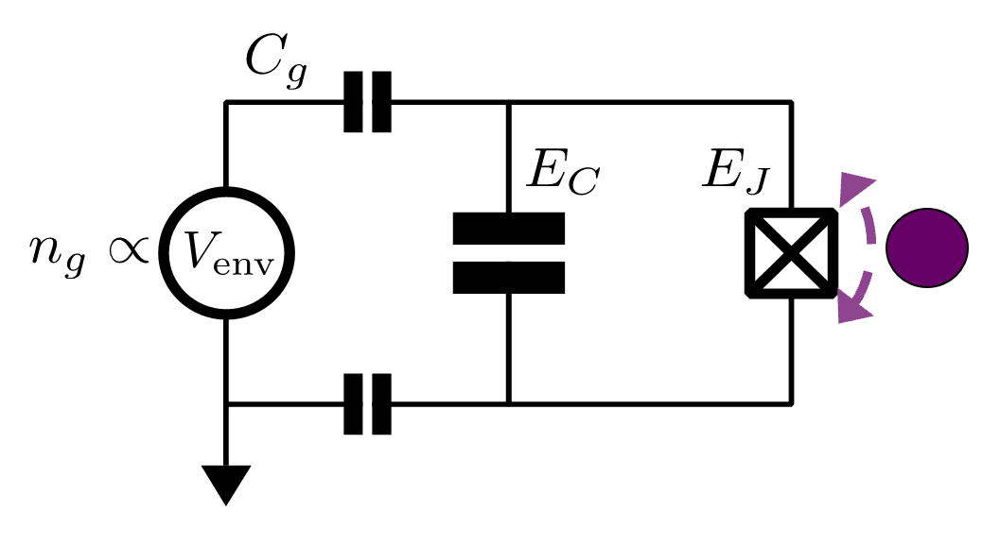 C_g
E_C
E_J
n_g ∝ V_env